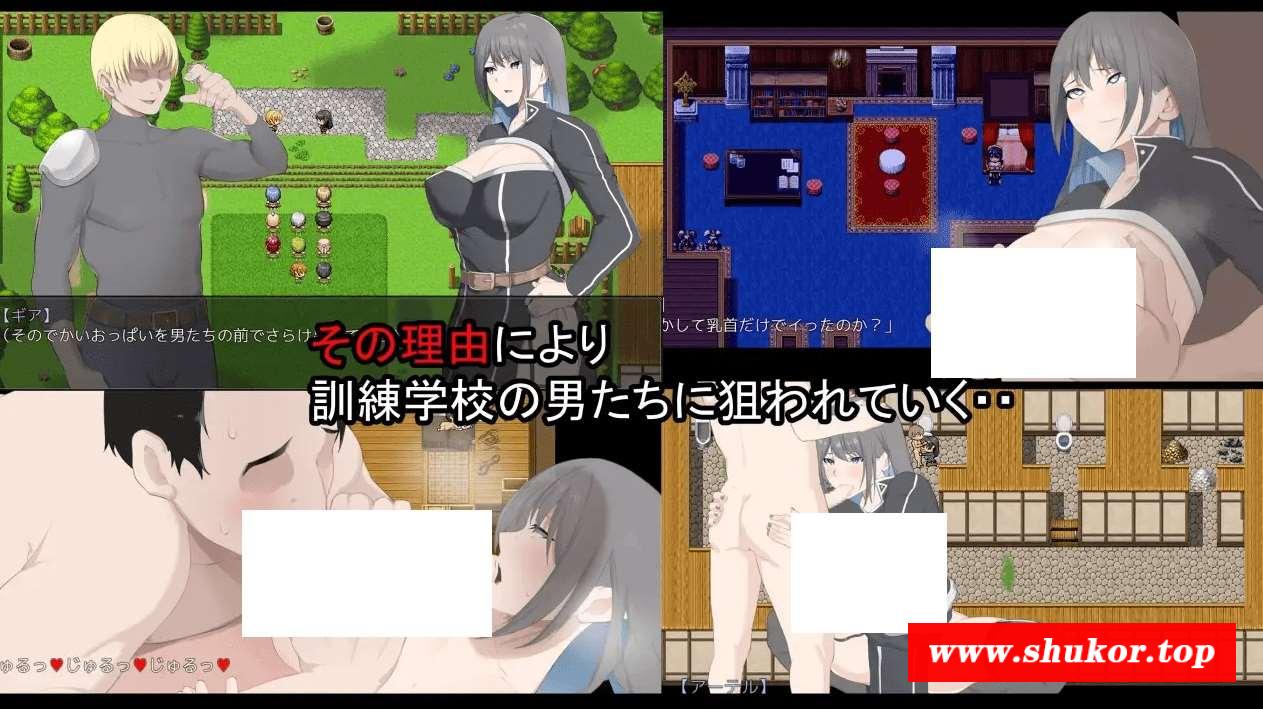 【ギア】
(そのでかいおっぱいを男たちの前でさらけ
かして乳首だけでイったのか?」
その理由により
訓練学校の男たちに狙われていく・・
ゅるっ♥じゅるっ♥じゅるっ♥
www.shukor.top
【アーデル】